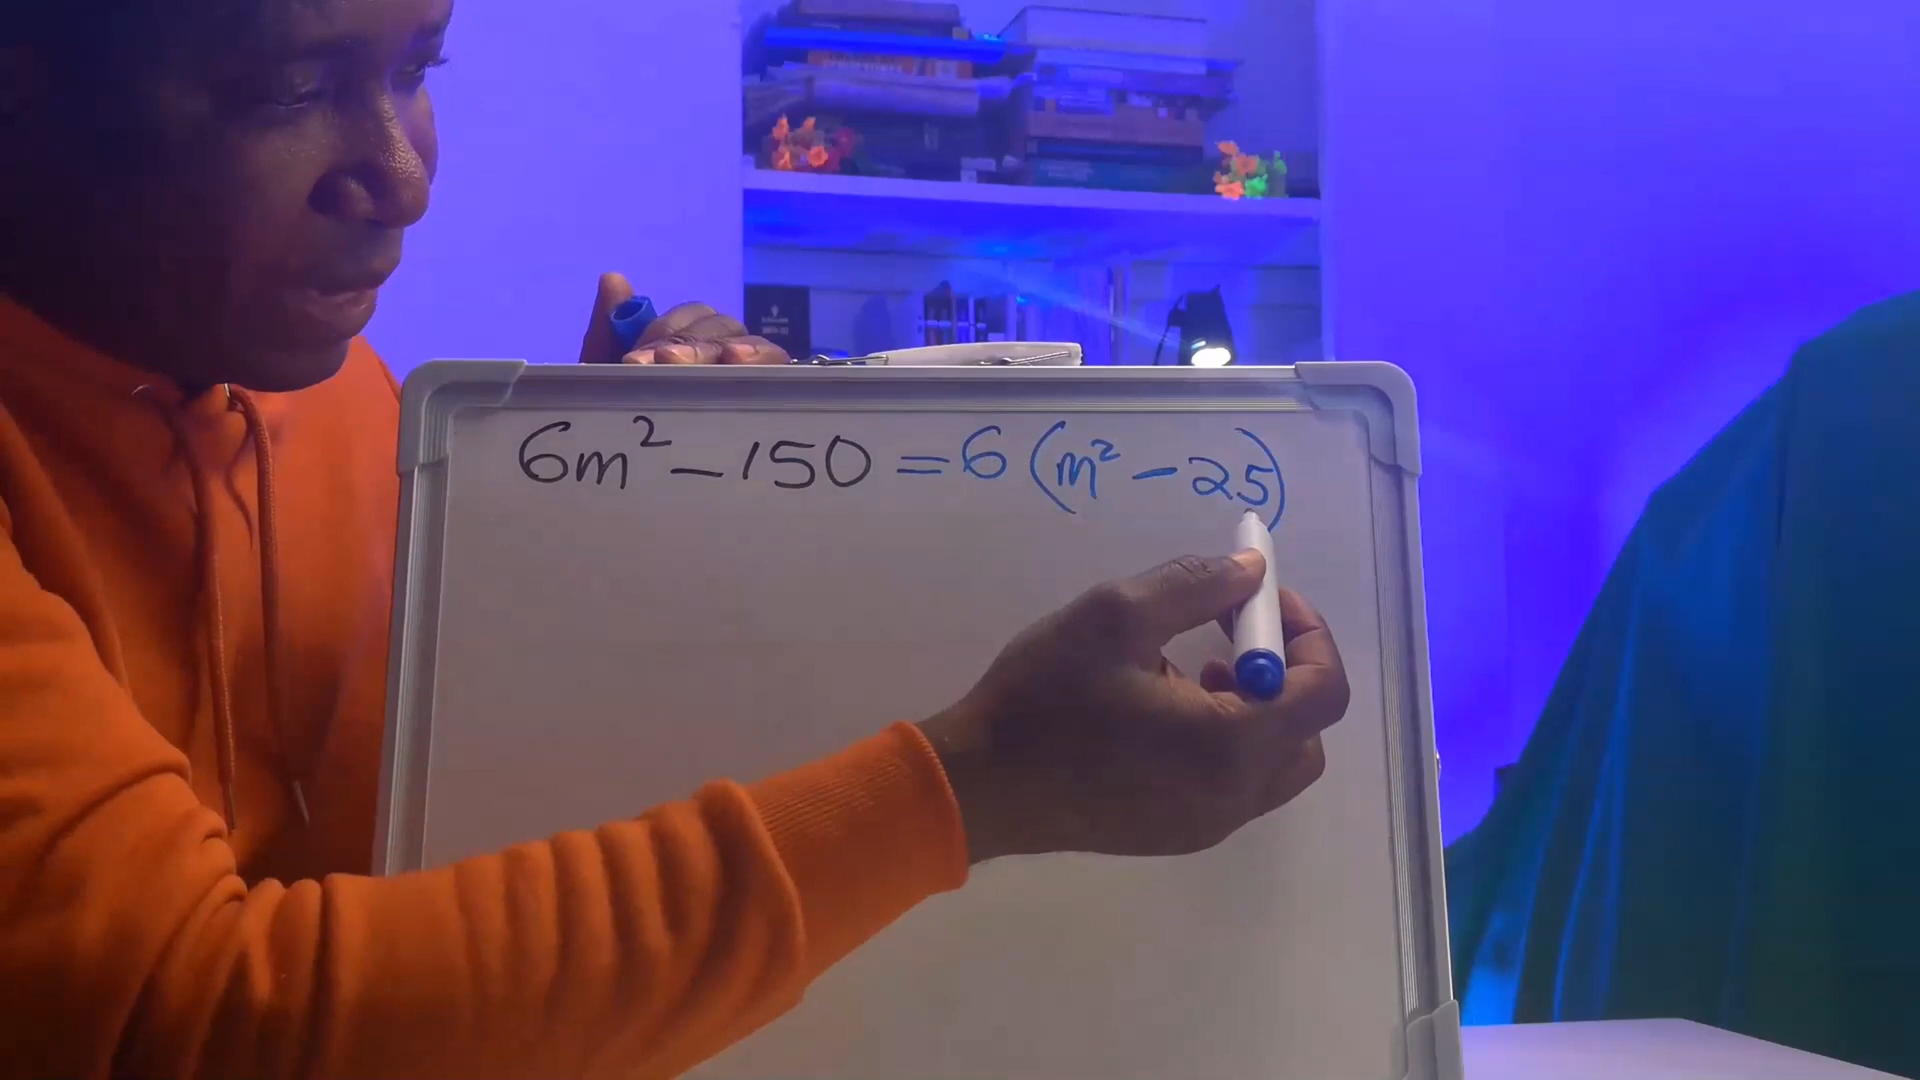 6m² – 150 = 6(m² – 25)